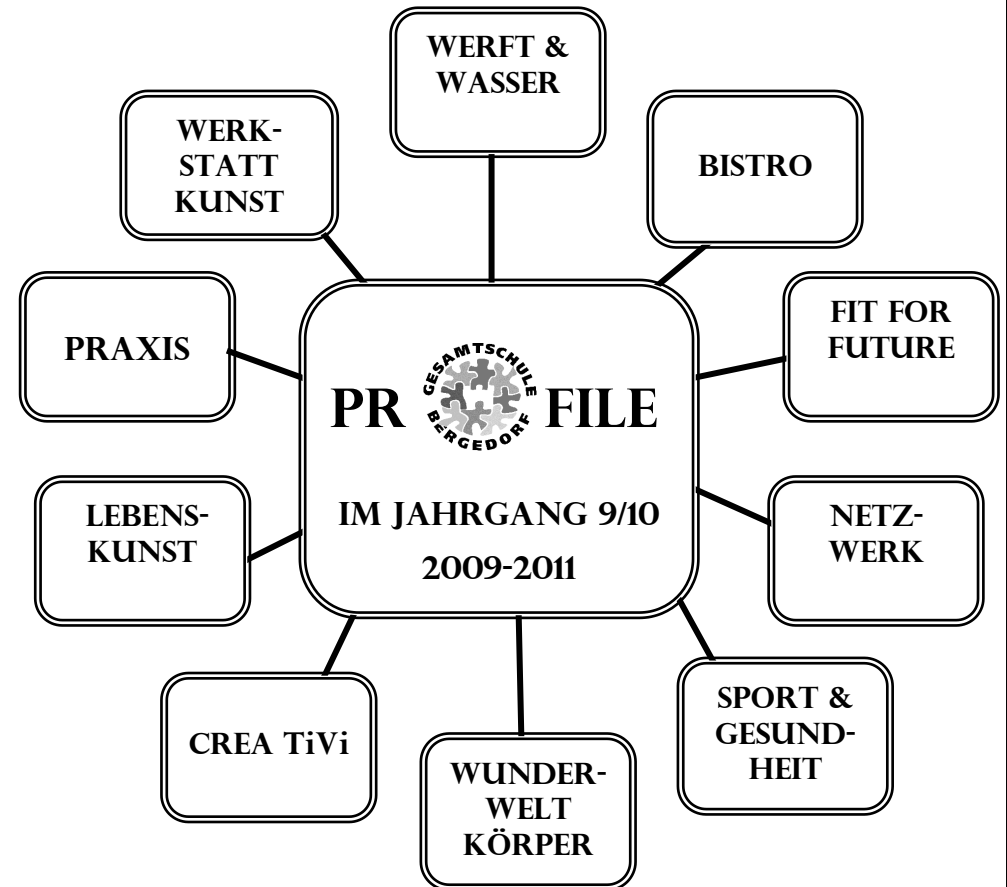 WERFT &
WASSER
WERK-
STATT
KUNST
BISTRO
PRAXIS
FIT FOR
FUTURE
PR GESAMTSCHULE BERGEDORF FILE
IM JAHRGANG 9/10
2009-2011
LEBENS-
KUNST
NETZ-
WERK
CREA TiVi
SPORT &
GESUND-
HEIT
WUNDER-
WELT
KÖRPER